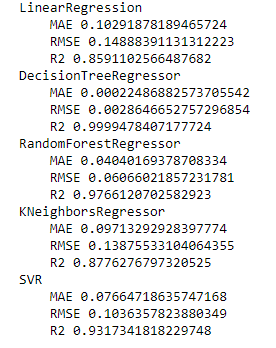 LinearRegression
MAE 0.10291878189465724
RMSE 0.14888391131312223
R2 0.8591102566487682
DecisionTreeRegressor
MAE 0.00022486882573705542
RMSE 0.0028646652757296854
R2 0.9999478407177724
RandomForestRegressor
MAE 0.04040169378708334
RMSE 0.06066021857231781
R2 0.9766120702582923
KNeighborsRegressor
MAE 0.09713292928397774
RMSE 0.13875533104064355
R2 0.8776276797320525
SVR
MAE 0.07664718635747168
RMSE 0.1036357823880349
R2 0.9317341818229748